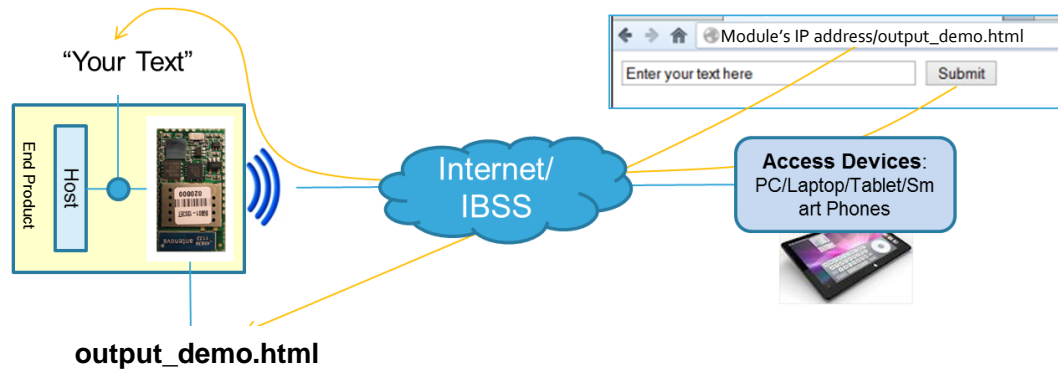 Module's IP address/output_demo.html
Enter your text here
Submit
"Your Text"
End Product
Host
antenova
Internet/
IBSS
Access Devices:
PC/Laptop/Tablet/Sm
art Phones
output_demo.html